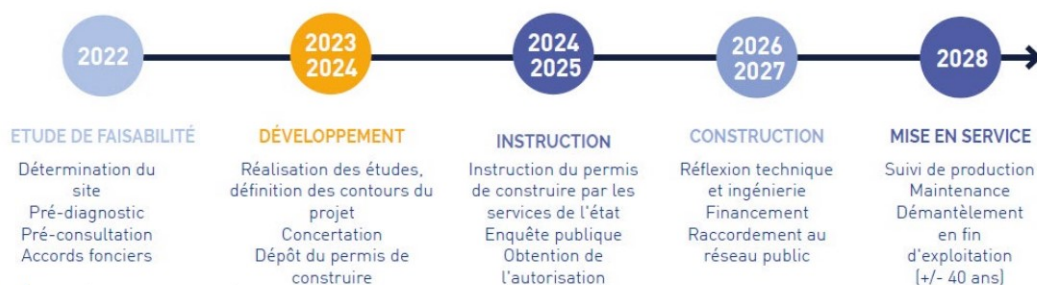 2022
2023
2024
2024
2025
2026
2027
2028
ETUDE DE FAISABILITÉ
Détermination du
site
Pré-diagnostic
Pré-consultation
Accords fonciers
DÉVELOPPEMENT
Réalisation des études,
définition des contours du
projet
Concertation
Dépôt du permis de
construire
INSTRUCTION
Instruction du permis
de construire par les
services de l'état
Enquête publique
Obtention de
l'autorisation
CONSTRUCTION
Réflexion technique
et ingénierie
Financement
Raccordement au
réseau public
MISE EN SERVICE
Suivi de production
Maintenance
Démantèlement
en fin
d'exploitation
(+/- 40 ans)